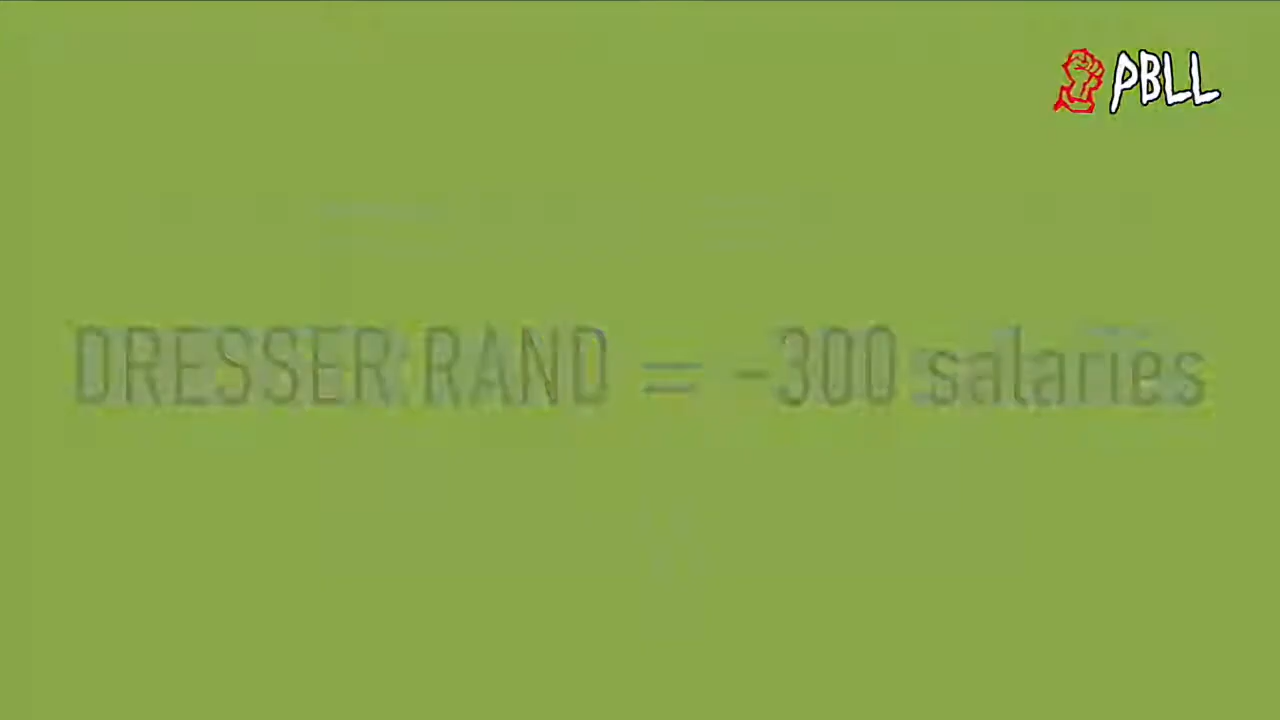 PBLL
DRESSER RAND = -300 salariés